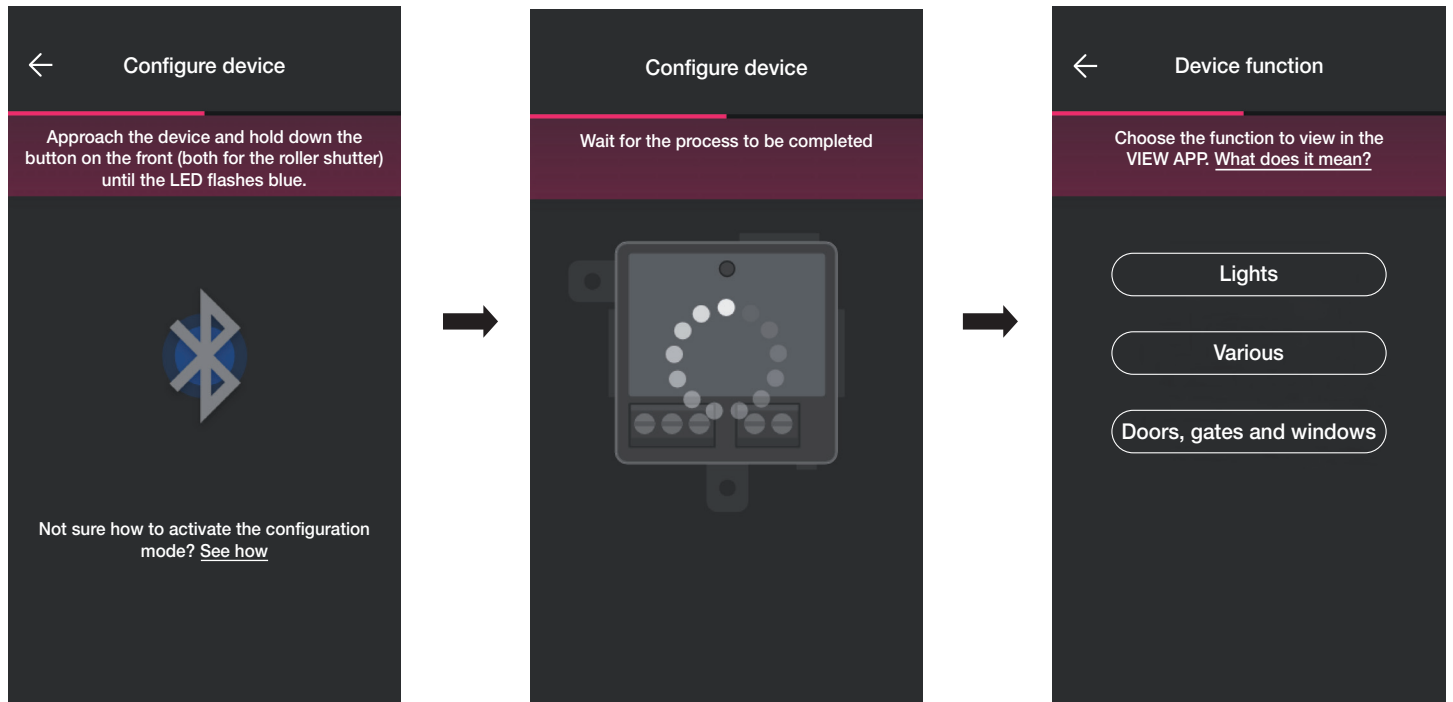 Configure device
Approach the device and hold down the
button on the front (both for the roller shutter)
until the LED flashes blue.
Not sure how to activate the configuration
mode? See how
Configure device
Wait for the process to be completed
Device function
Choose the function to view in the
VIEW APP. What does it mean?
Lights
Various
Doors, gates and windows